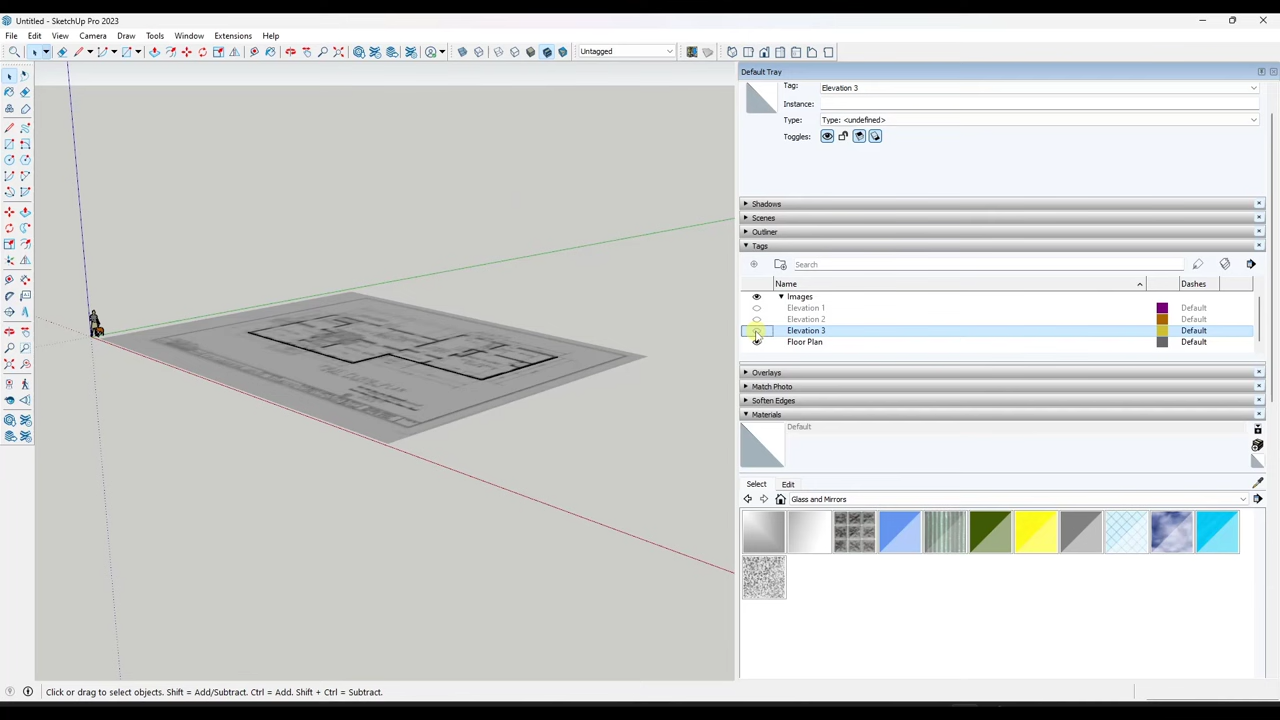 Untitled - SketchUp Pro 2023
File Edit View Camera Draw Tools Window Extensions Help
Untagged
Default Tray
Tag: Elevation 3
Instance:
Type: Type: <undefined>
Toggles:
Shadows
Scenes
Outliner
Tags
Search
Name Dashes
Images
Elevation 1 Default
Elevation 2 Default
Elevation 3 Default
Floor Plan Default
Overlays
Match Photo
Soften Edges
Materials
Default
Select Edit
Glass and Mirrors
Click or drag to select objects. Shift = Add/Subtract. Ctrl = Add. Shift + Ctrl = Subtract.